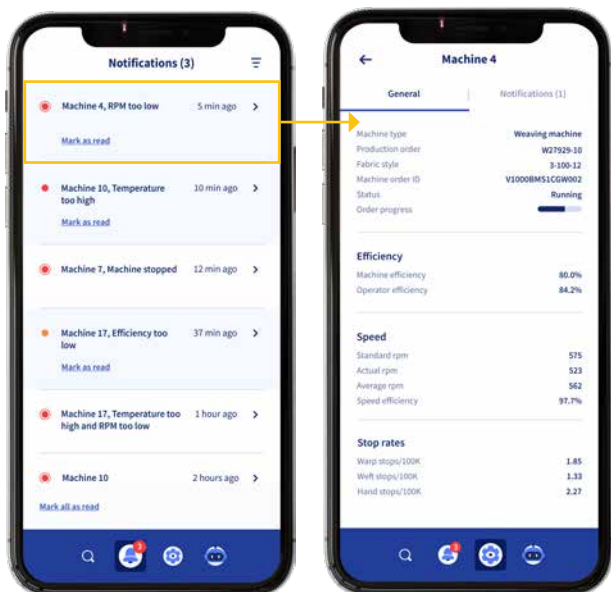 Notifications (3)
Machine 4, RPM too low 5 min ago
Mark as read
Machine 10, Temperature 10 min ago
too high
Mark as read
Machine 7, Machine stopped 12 min ago
Machine 17, Efficiency too 37 min ago
low
Mark as read
Machine 17, Temperature too 1 hour ago
high and RPM too low
Machine 10 2 hours ago
Mark all as read
3
Machine 4
General Notifications (1)
Machine type Weaving machine
Production order W27929-10
Fabric style 3-100-12
Machine order ID V1000BMS1CGW002
Status Running
Order progress
Efficiency
Machine efficiency 80.0%
Operator efficiency 84.2%
Speed
Standard rpm 575
Actual rpm 523
Average rpm 562
Speed efficiency 97.7%
Stop rates
Warp stops/100K 1.85
Weft stops/100K 1.33
Hand stops/100K 2.27
3